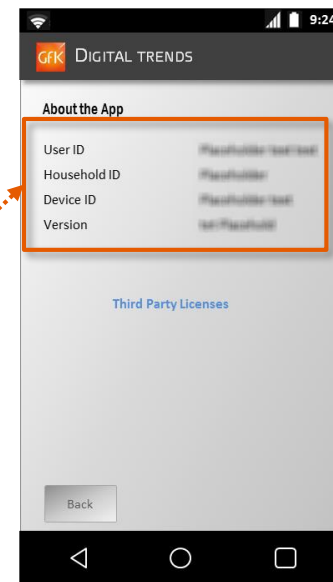 9:24
GfK DIGITAL TRENDS
About the App
User ID
Household ID
Device ID
Version
Third Party Licenses
Back